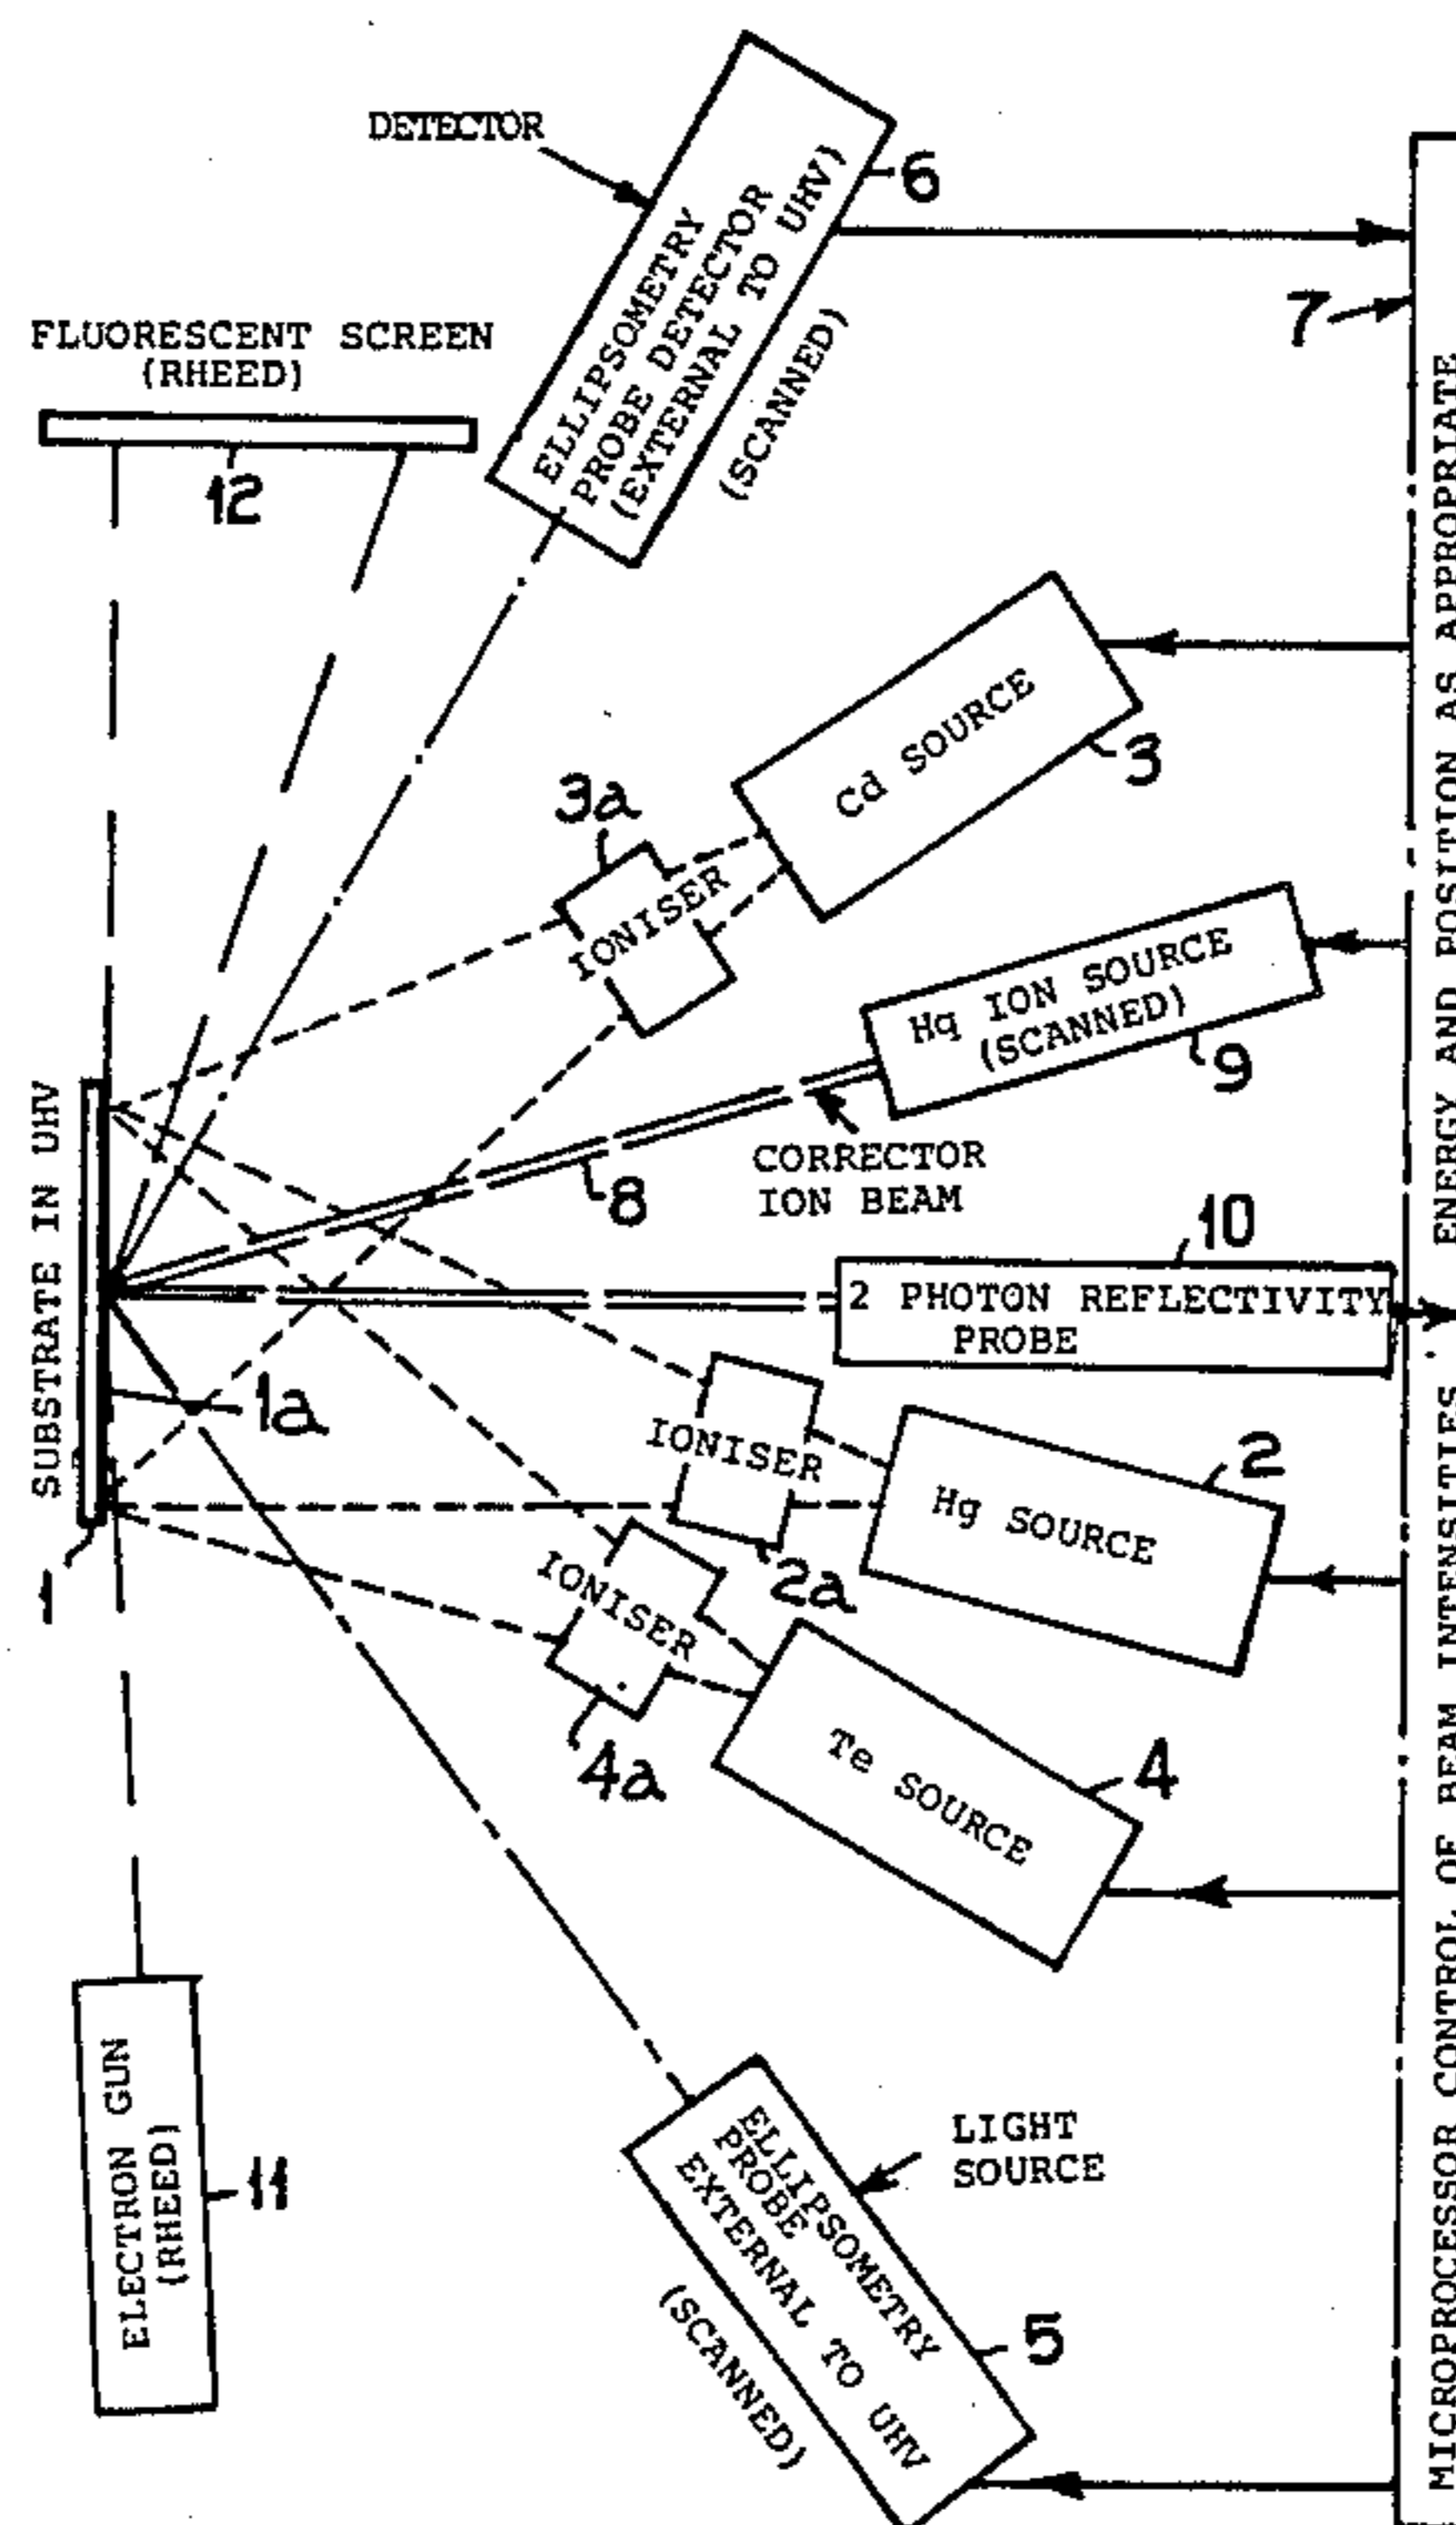 DETECTOR
ELLIPSOMETRY
PROBE DETECTOR
(EXTERNAL TO UHV)
(SCANNED)
6
7
FLUORESCENT SCREEN
(RHEED)
12
Cd SOURCE
3
3a
IONISER
Hg ION SOURCE
(SCANNED)
9
CORRECTOR
ION BEAM
8
SUBSTRATE IN UHV
1
1a
10
2 PHOTON REFLECTIVITY
PROBE
IONISER
2a
Hg SOURCE
2
IONISER
4a
Te SOURCE
4
ELECTRON GUN
(RHEED)
11
LIGHT
SOURCE
ELLIPSOMETRY
PROBE
EXTERNAL TO UHV
(SCANNED)
5
MICROPROCESSOR CONTROL OF BEAM INTENSITIES, ENERGY AND POSITION AS APPROPRIATE